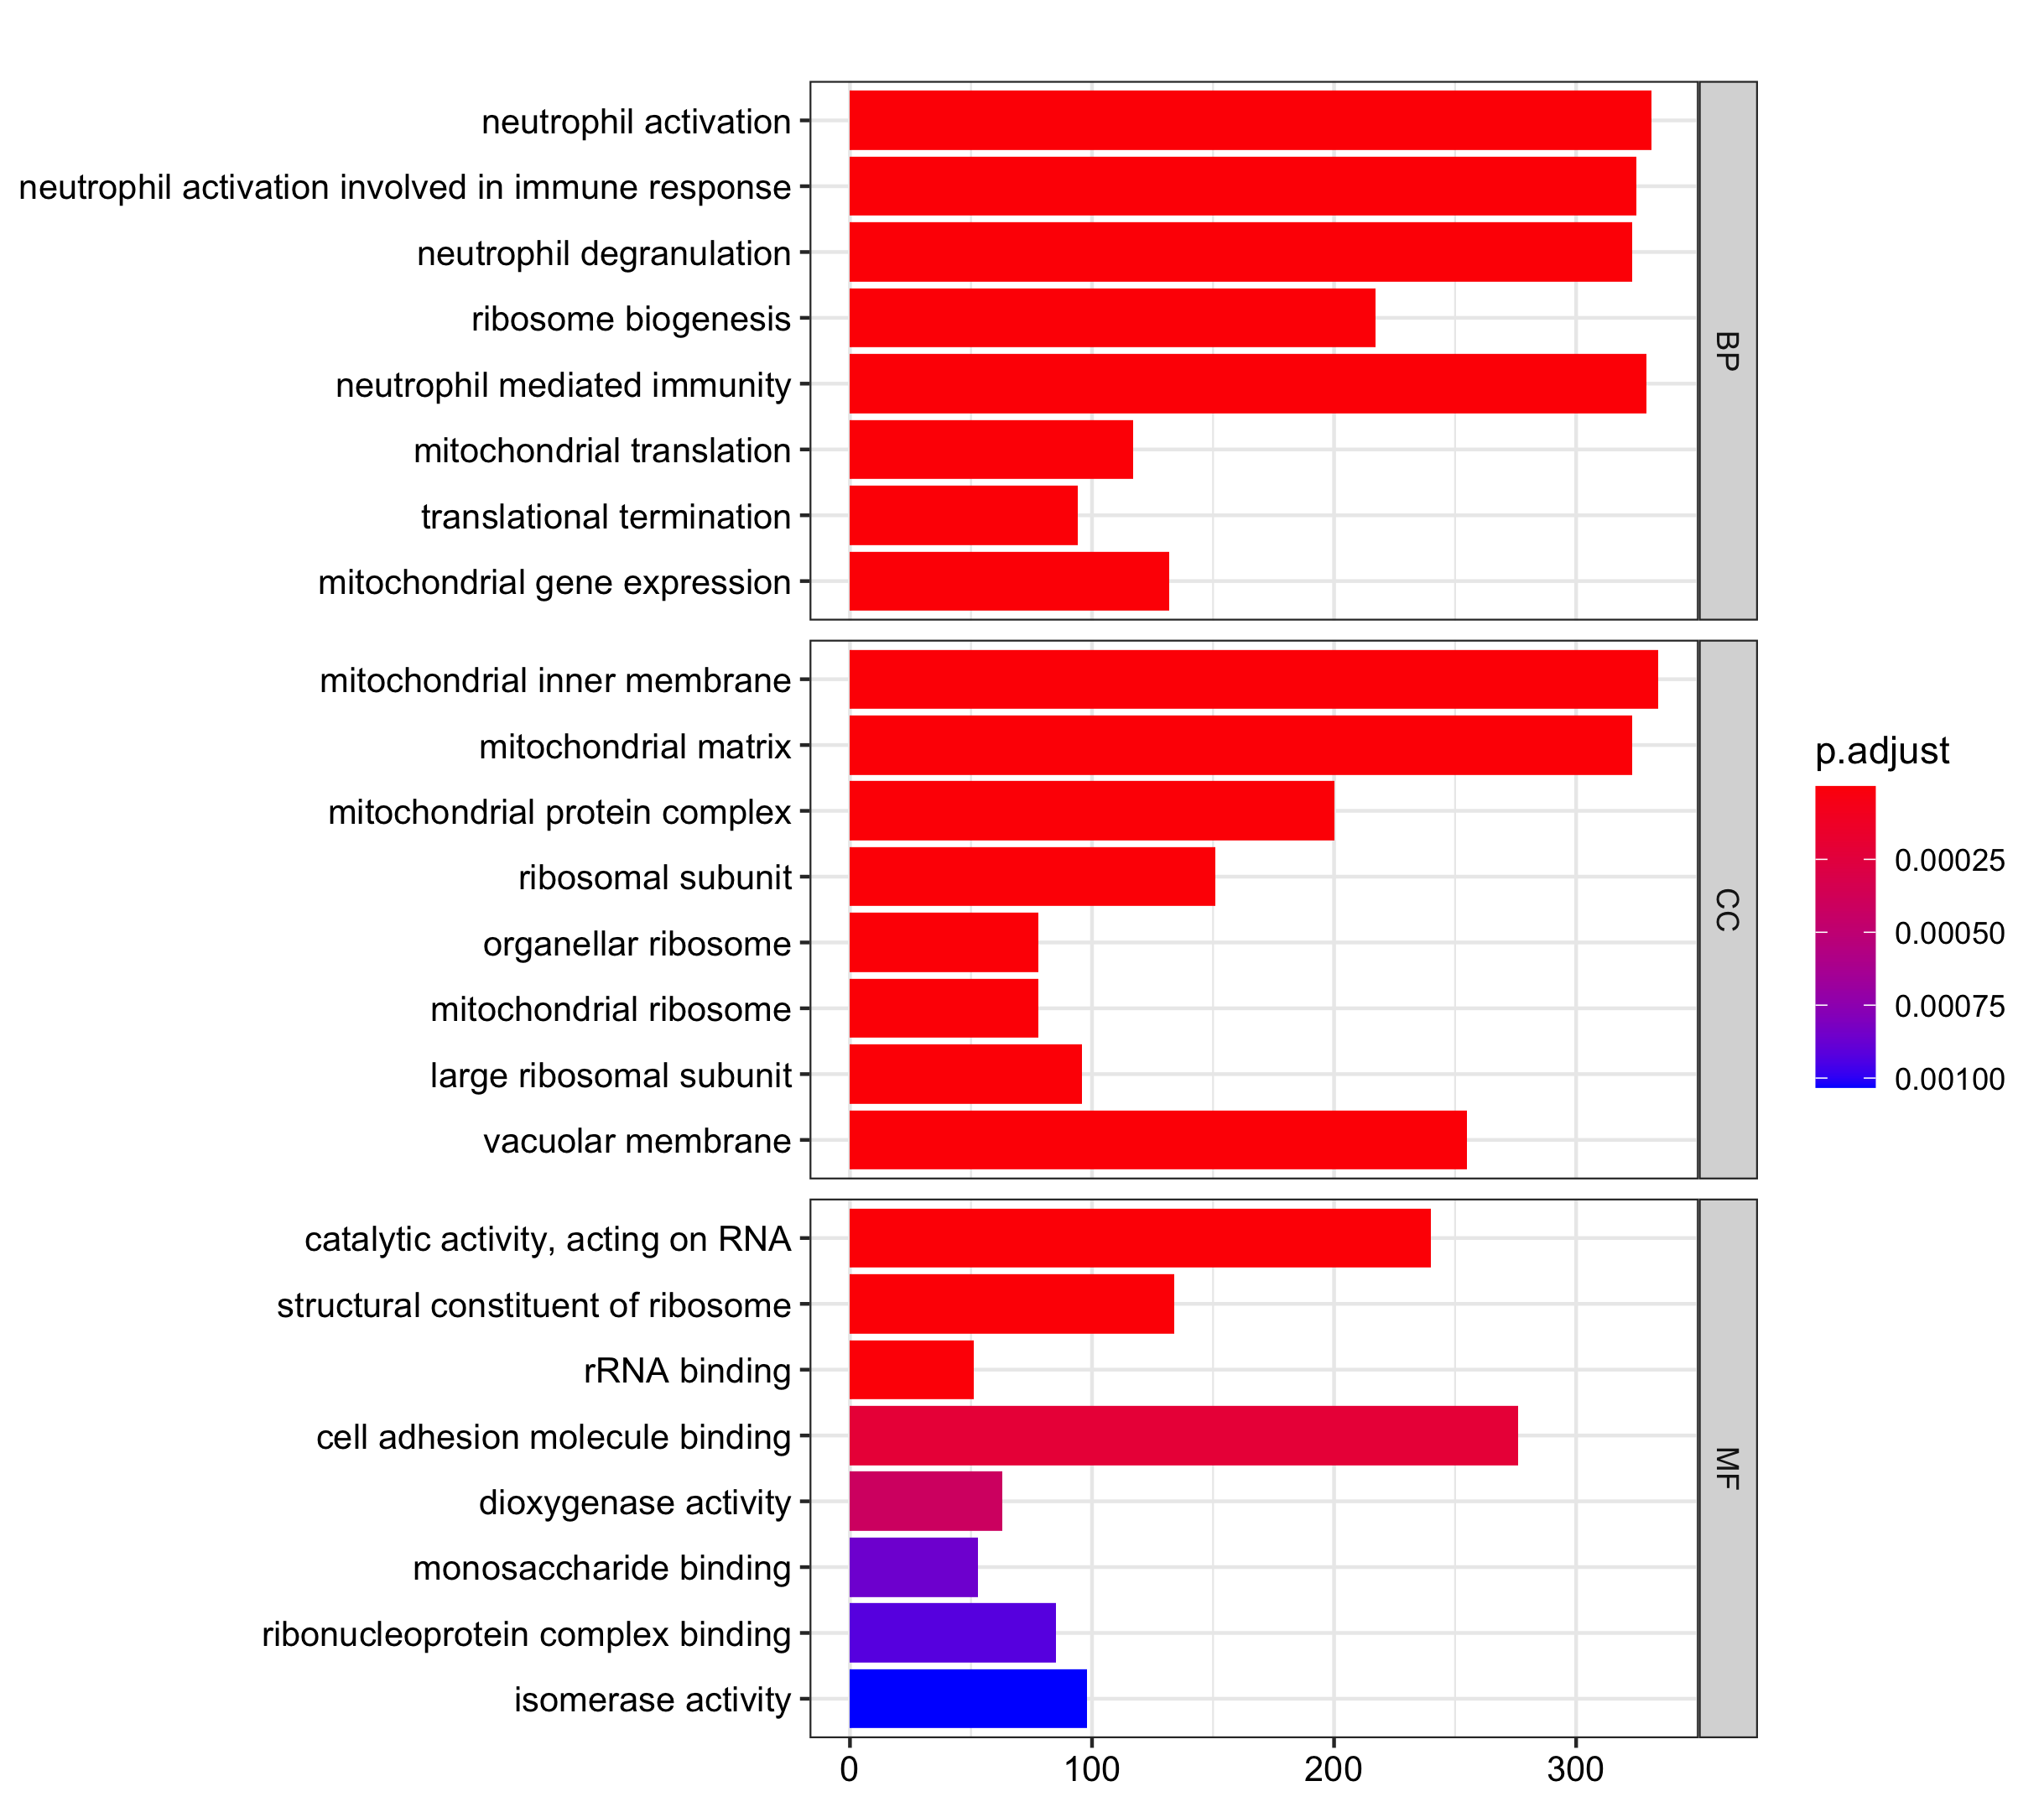 neutrophil activation
neutrophil activation involved in immune response
neutrophil degranulation
ribosome biogenesis
neutrophil mediated immunity
mitochondrial translation
translational termination
mitochondrial gene expression
BP
mitochondrial inner membrane
mitochondrial matrix
mitochondrial protein complex
ribosomal subunit
organellar ribosome
mitochondrial ribosome
large ribosomal subunit
vacuolar membrane
CC
catalytic activity, acting on RNA
structural constituent of ribosome
rRNA binding
cell adhesion molecule binding
dioxygenase activity
monosaccharide binding
ribonucleoprotein complex binding
isomerase activity
MF
0 100 200 300
p.adjust
0.00025
0.00050
0.00075
0.00100